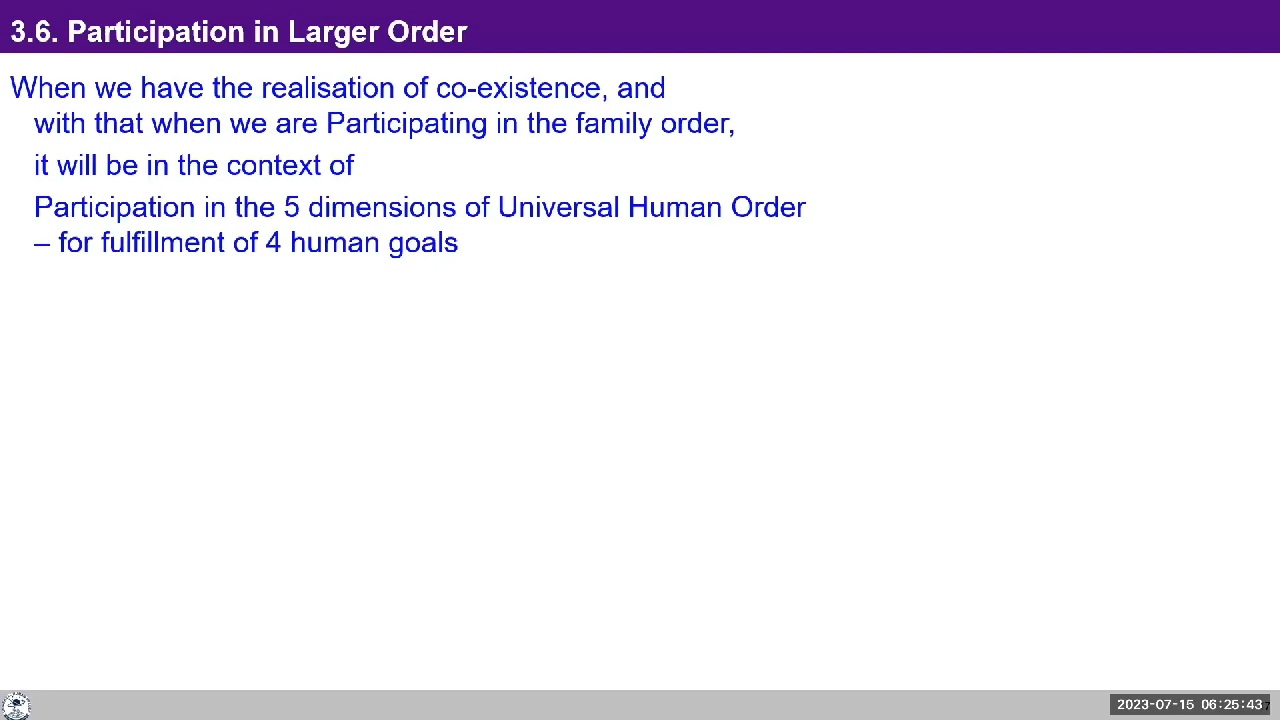 3.6. Participation in Larger Order
When we have the realisation of co-existence, and
with that when we are Participating in the family order,
it will be in the context of
Participation in the 5 dimensions of Universal Human Order
– for fulfillment of 4 human goals
2023-07-15 06:25:43